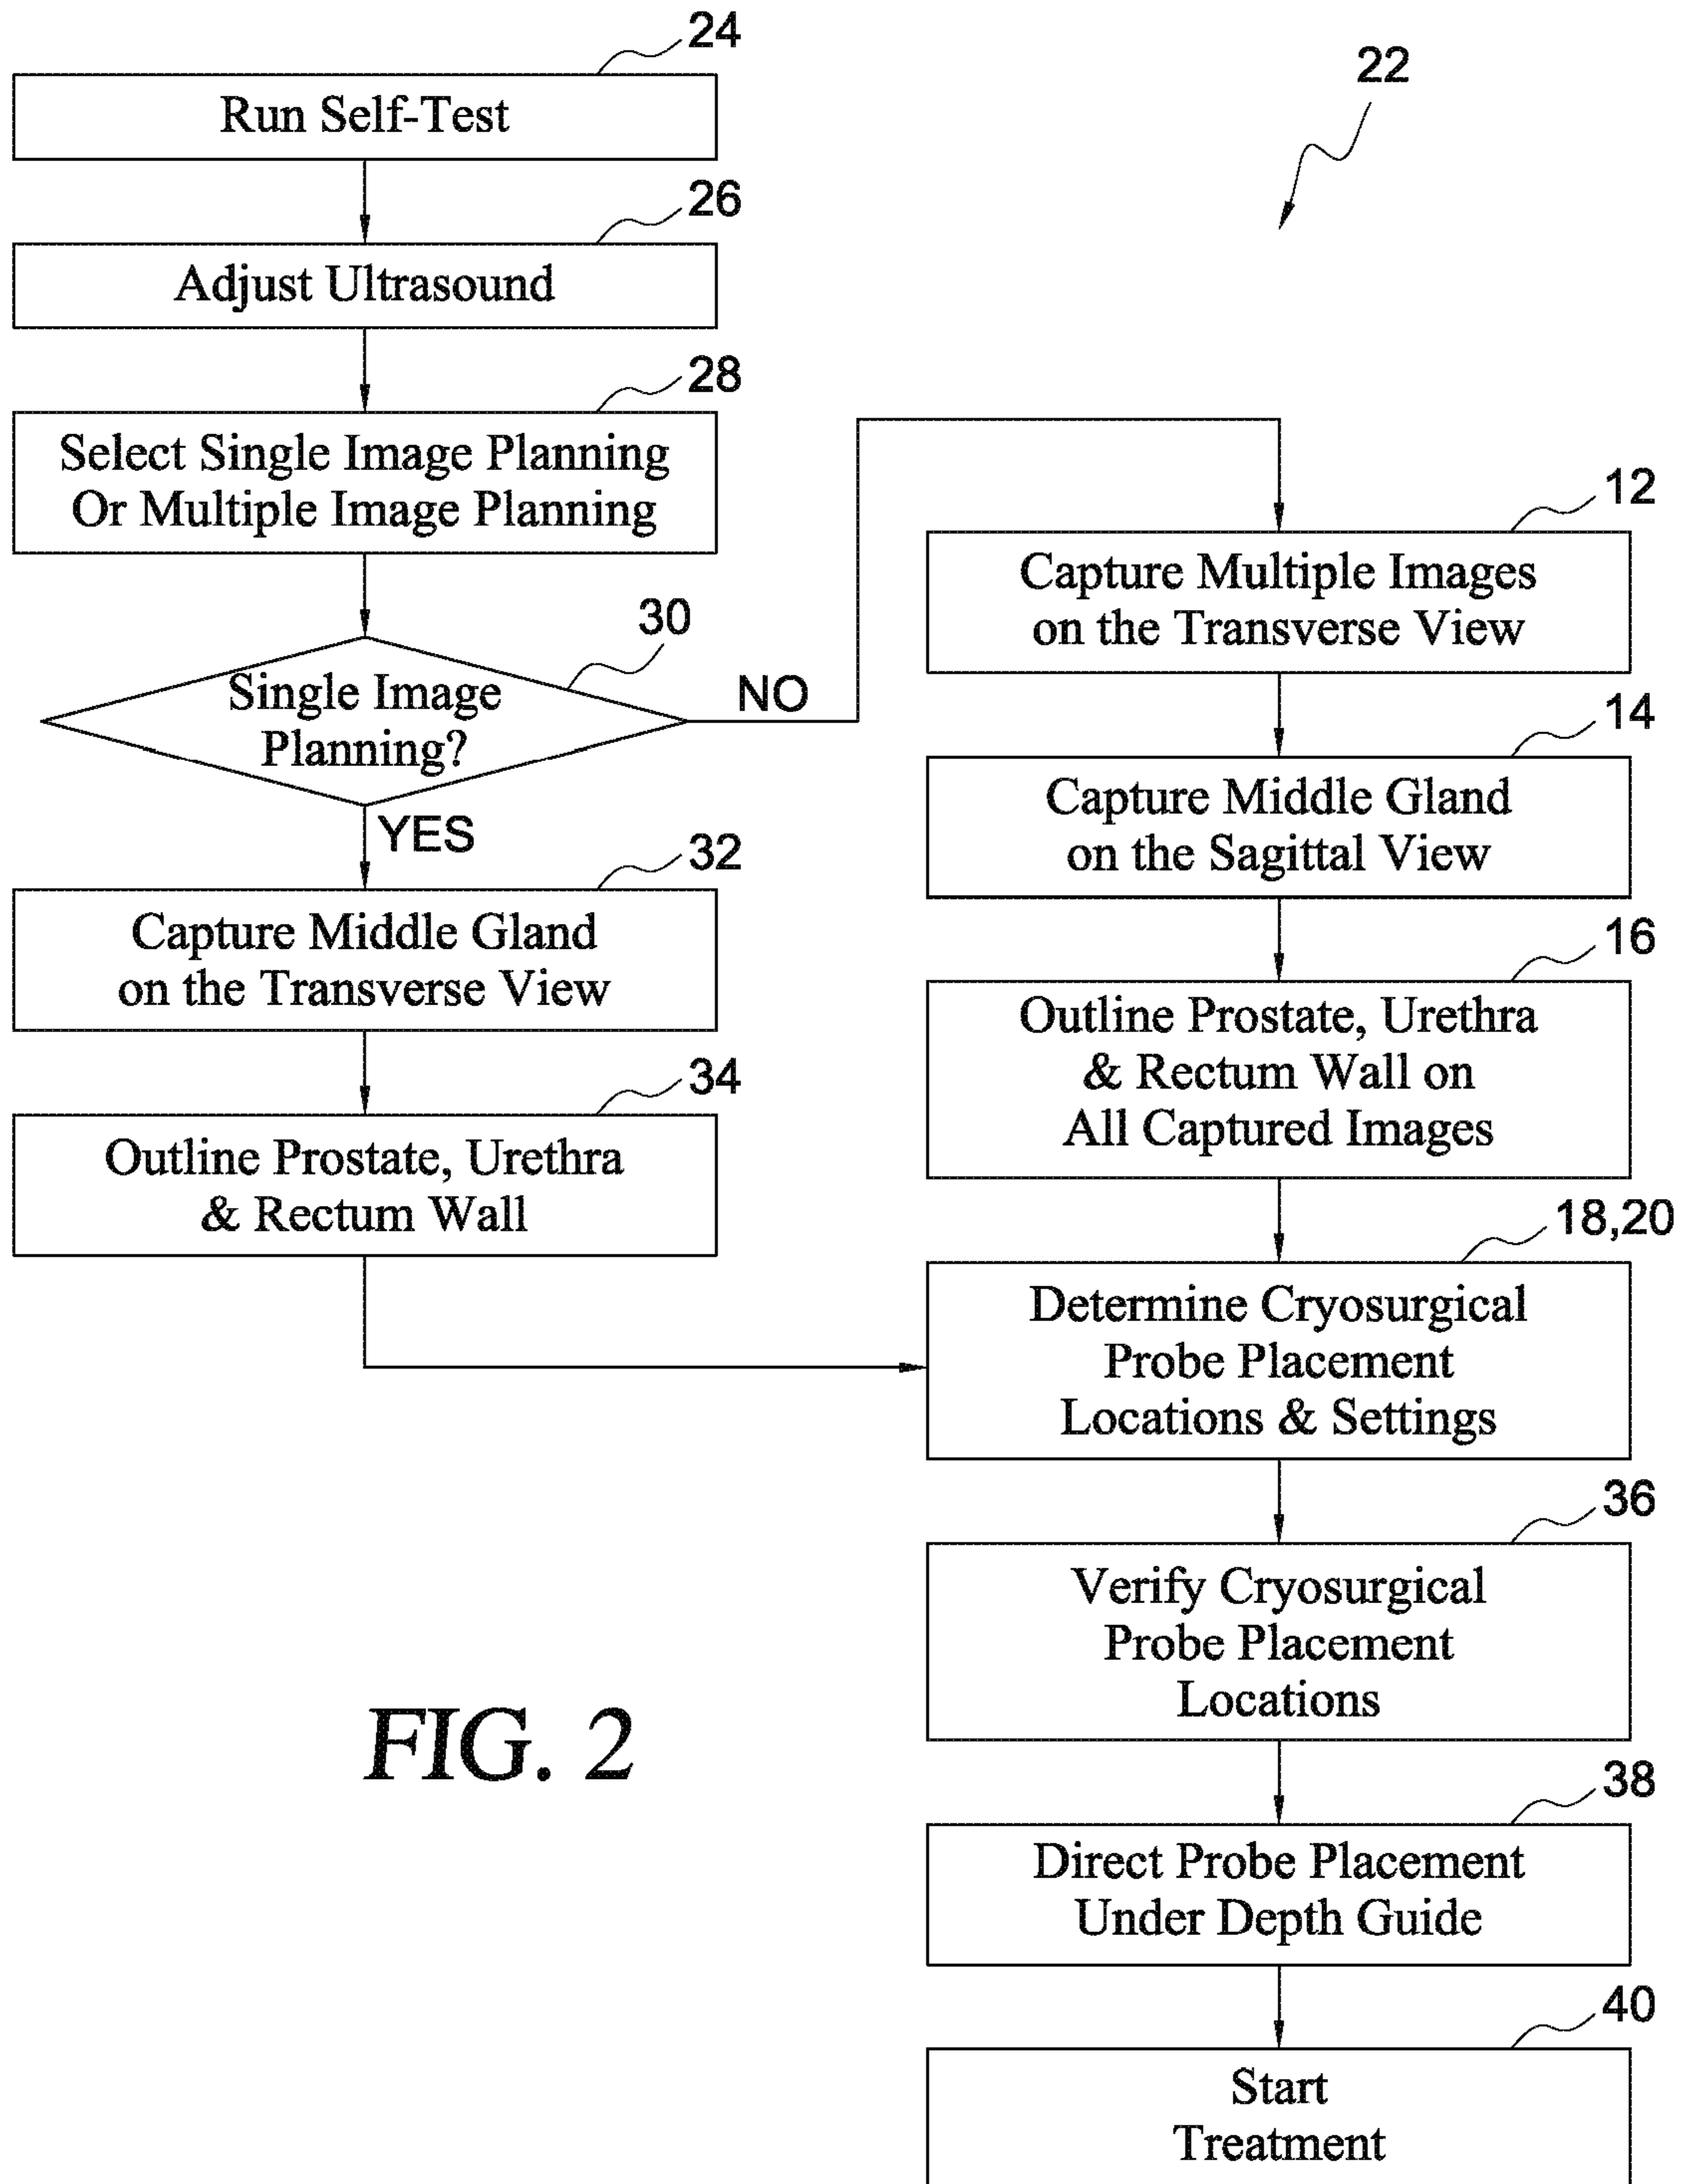 24
Run Self-Test
26
Adjust Ultrasound
28
Select Single Image Planning
Or Multiple Image Planning
30
Single Image
Planning?
NO
YES
32
Capture Middle Gland
on the Transverse View
34
Outline Prostate, Urethra
& Rectum Wall
22
12
Capture Multiple Images
on the Transverse View
14
Capture Middle Gland
on the Sagittal View
16
Outline Prostate, Urethra
& Rectum Wall on
All Captured Images
18,20
Determine Cryosurgical
Probe Placement
Locations & Settings
36
Verify Cryosurgical
Probe Placement
Locations
38
Direct Probe Placement
Under Depth Guide
40
Start
Treatment
FIG. 2